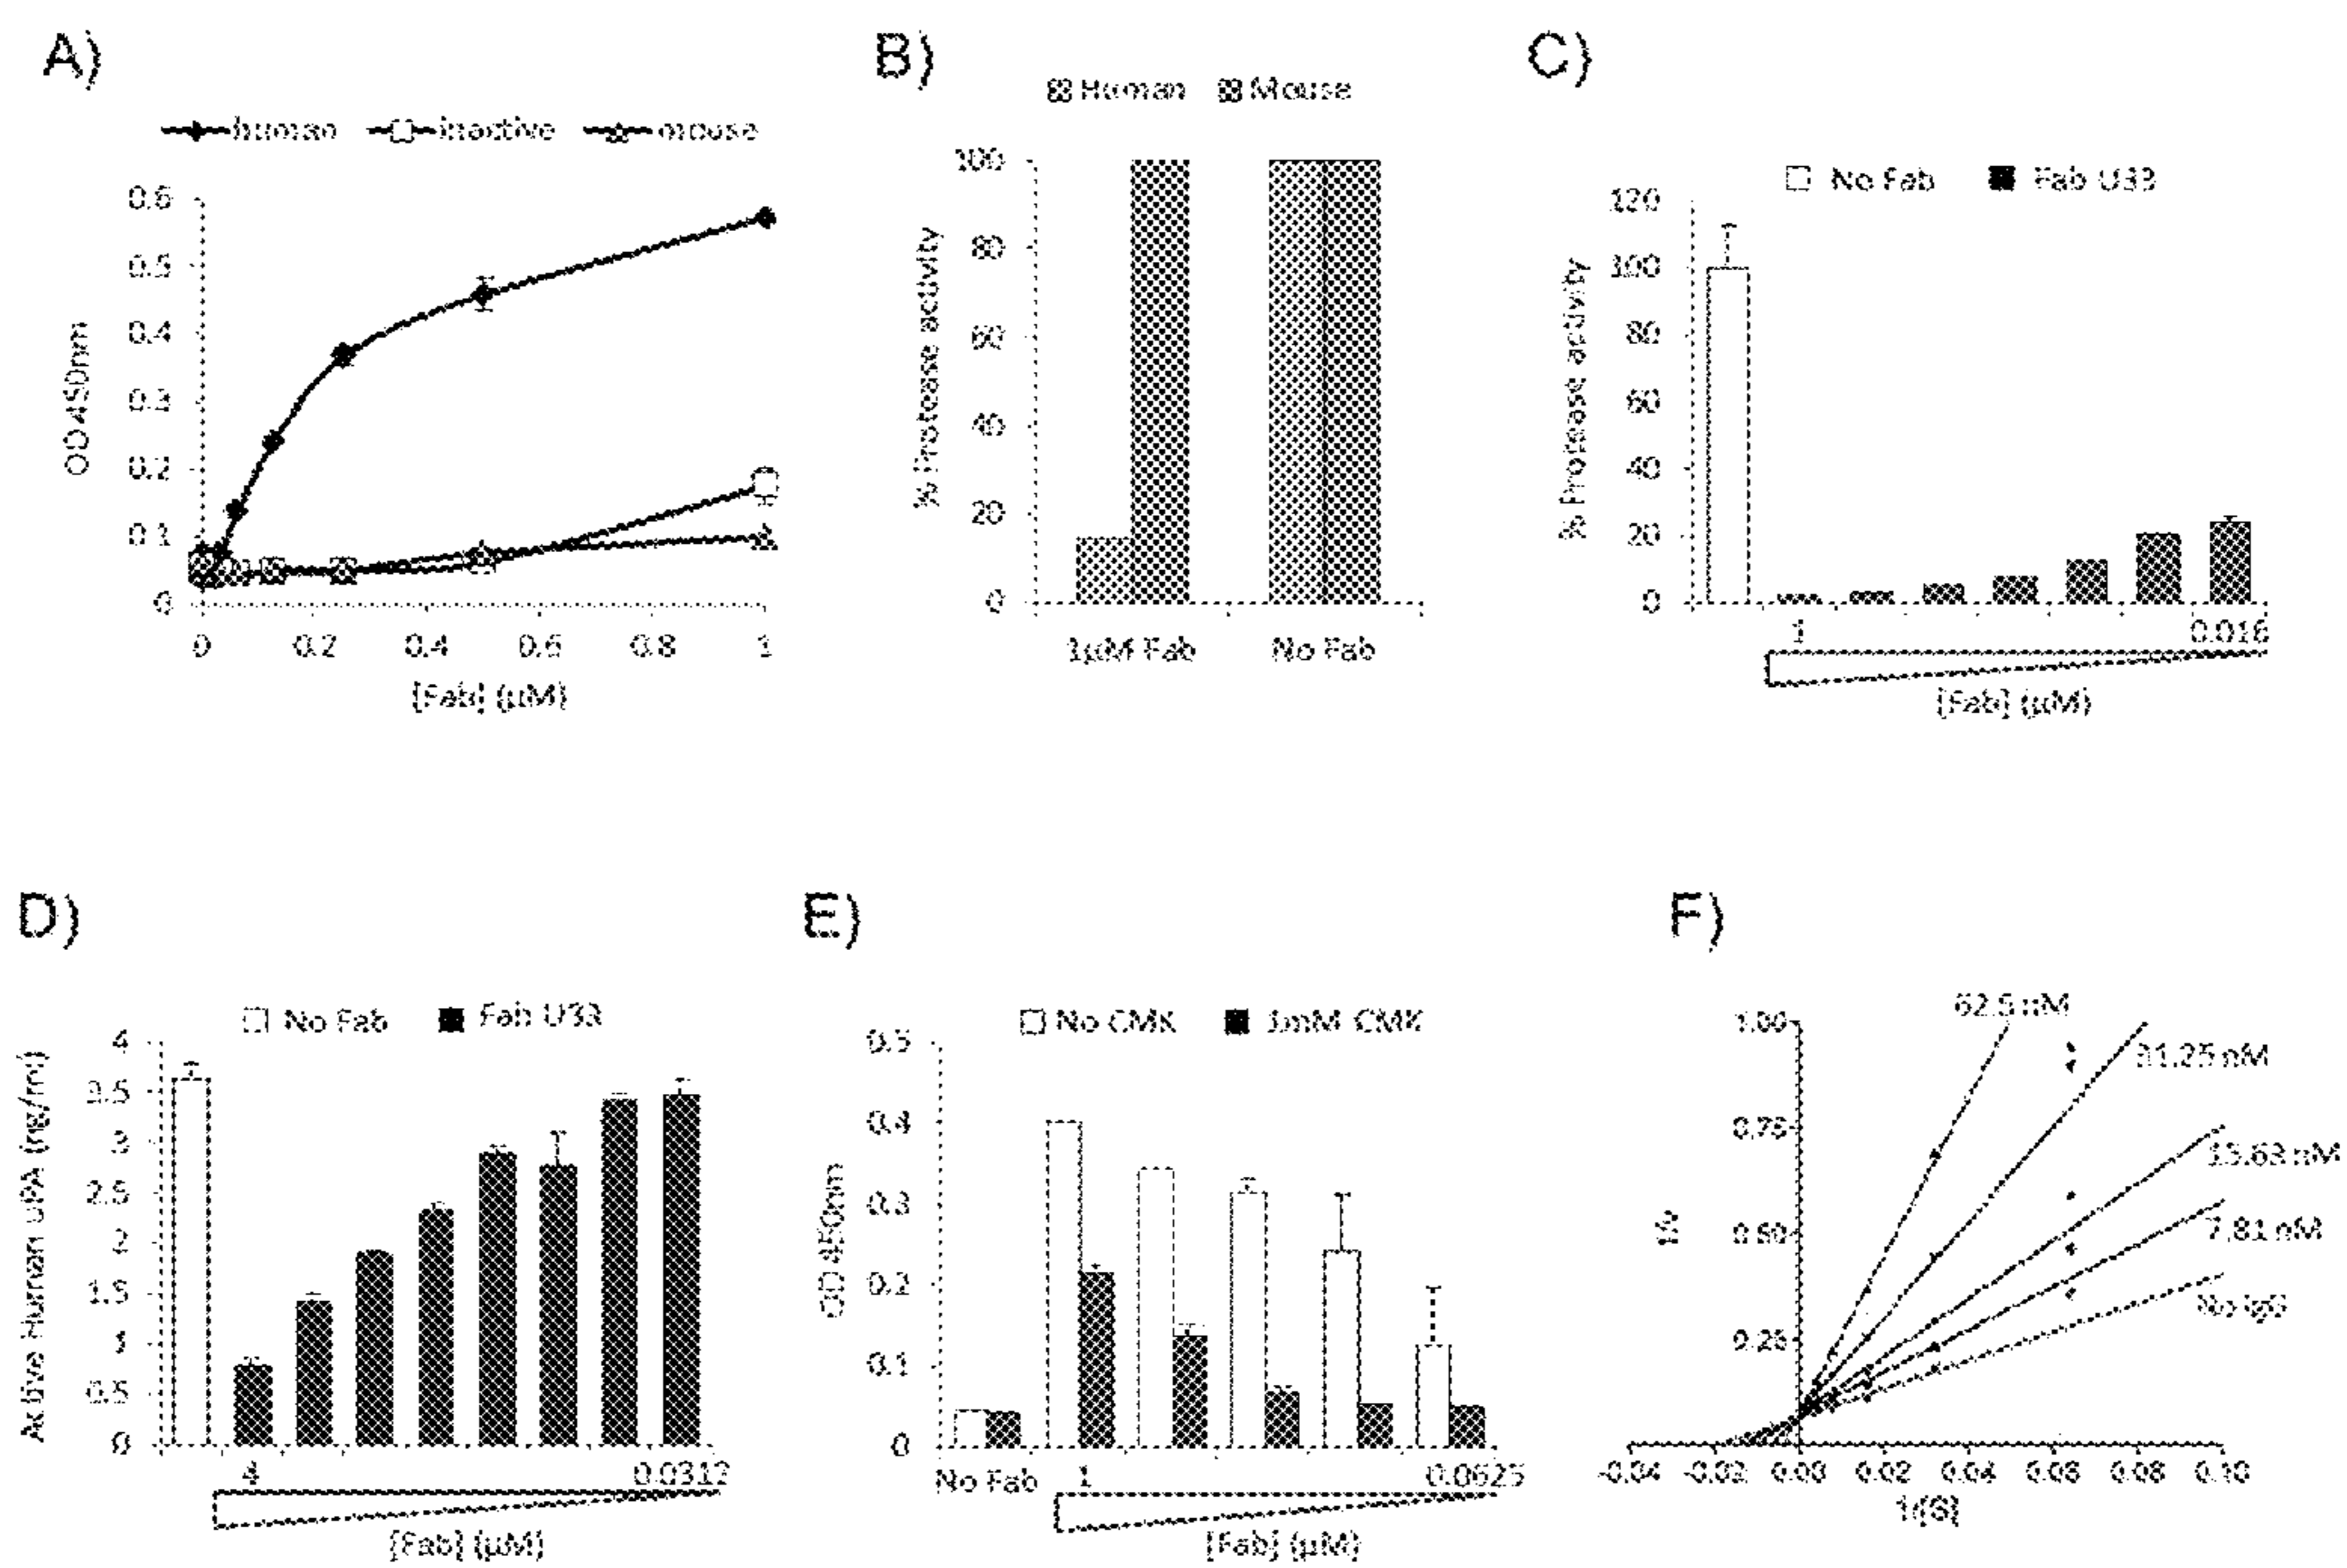 A)
human inactive mouse
OD450nm
0.6
0.5
0.4
0.3
0.2
0.1
0
0 0.2 0.4 0.6 0.8 1
[Fab] (µM)
B)
Human Mouse
% Protease activity
100
80
60
40
20
0
1µM Fab No Fab
C)
No Fab Fab U33
% Protease activity
120
100
80
60
40
20
0
1 0.016
[Fab] (µM)
D)
No Fab Fab U33
Active Human uPA (ng/ml)
4
3.5
3
2.5
2
1.5
1
0.5
0
4 0.0312
[Fab] (µM)
E)
No CMK 1mM CMK
OD 450nm
0.5
0.4
0.3
0.2
0.1
0
No Fab 1 0.0625
[Fab] (µM)
F)
62.5 nM
31.25 nM
15.63 nM
7.81 nM
No IgG
1.00
0.75
0.50
0.25
-0.04 -0.02 0.00 0.02 0.04 0.06 0.08 0.10
1/[S]